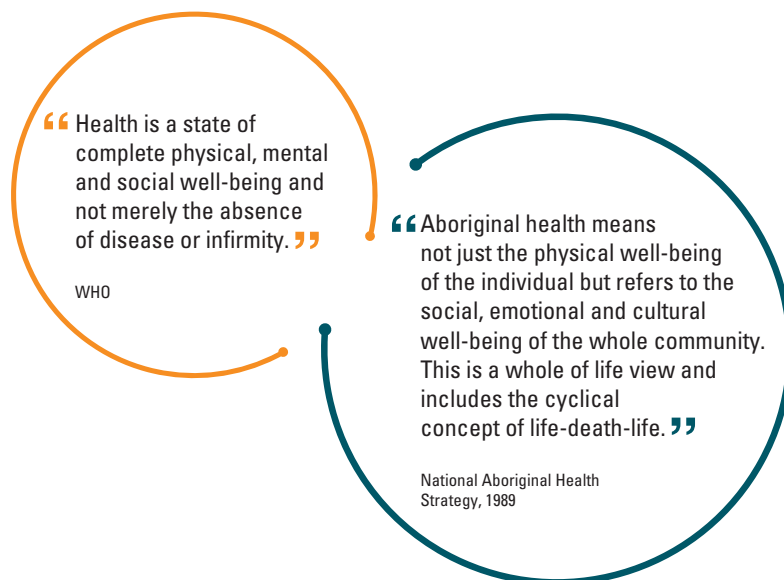 “Health is a state of
complete physical, mental
and social well-being and
not merely the absence
of disease or infirmity.”
WHO
“Aboriginal health means
not just the physical well-being
of the individual but refers to the
social, emotional and cultural
well-being of the whole community.
This is a whole of life view and
includes the cyclical
concept of life-death-life.”
National Aboriginal Health
Strategy, 1989